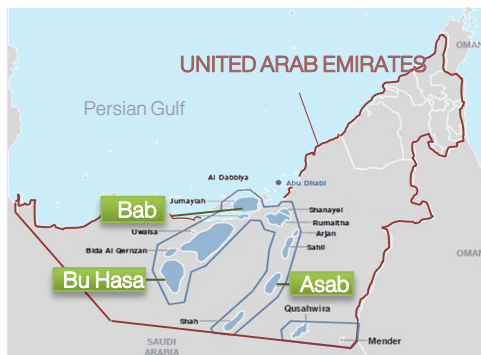 OMAN
UNITED ARAB EMIRATES
Persian Gulf
Al Dabbiya
Abu Dhabi
Jumaylah
Bab
Shanayel
Rumaitha
Uwaisa
Arjan
Sahil
Bida Al Qemzan
OMAN
Bu Hasa
Asab
Qusahwira
Shah
Mender
SAUDI
ARABIA